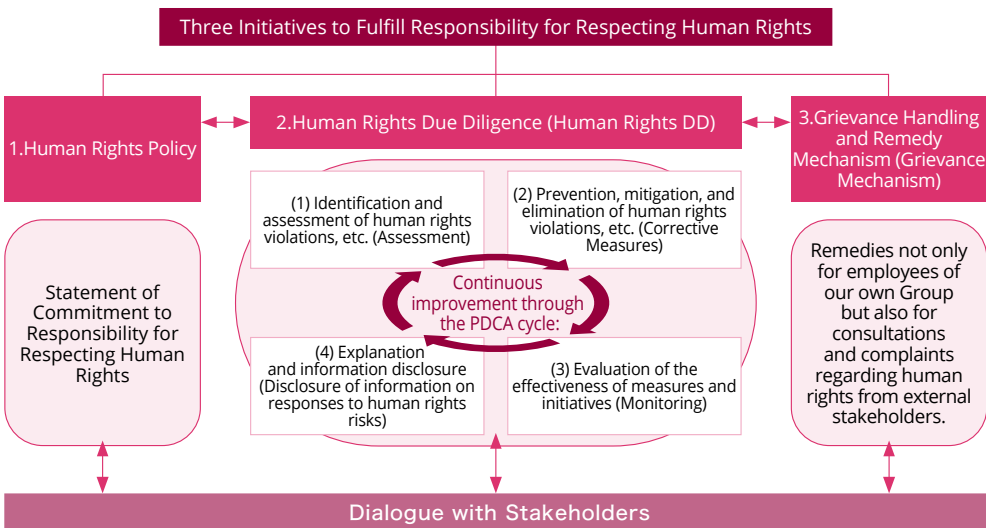 Three Initiatives to Fulfill Responsibility for Respecting Human Rights
1.Human Rights Policy
2.Human Rights Due Diligence (Human RIghts DD)
3.Grievance Handling
and Remedy
Mechanism (Grievance
Mechanism)
Statement of
Commitment to
Responsibility for
Respecting Human
Rights
(1) Identification and
assessment of human rights
violations, etc. (Assessment)
(2) Prevention, mitigation, and
elimination of human rights
violations, etc. (Corrective
Measures)
Continuous
improvement through
the PDCA cycle:
(4) Explanation
and information disclosure
(Disclosure of information on
responses to human rights
risks)
(3) Evaluation of the
effectiveness of measures and
initiatives (Monitoring)
Remedies not only
for employees of
our own Group
but also for
consultations
and complaints
regarding human
rights from external
stakeholders.
Dialogue with Stakeholders